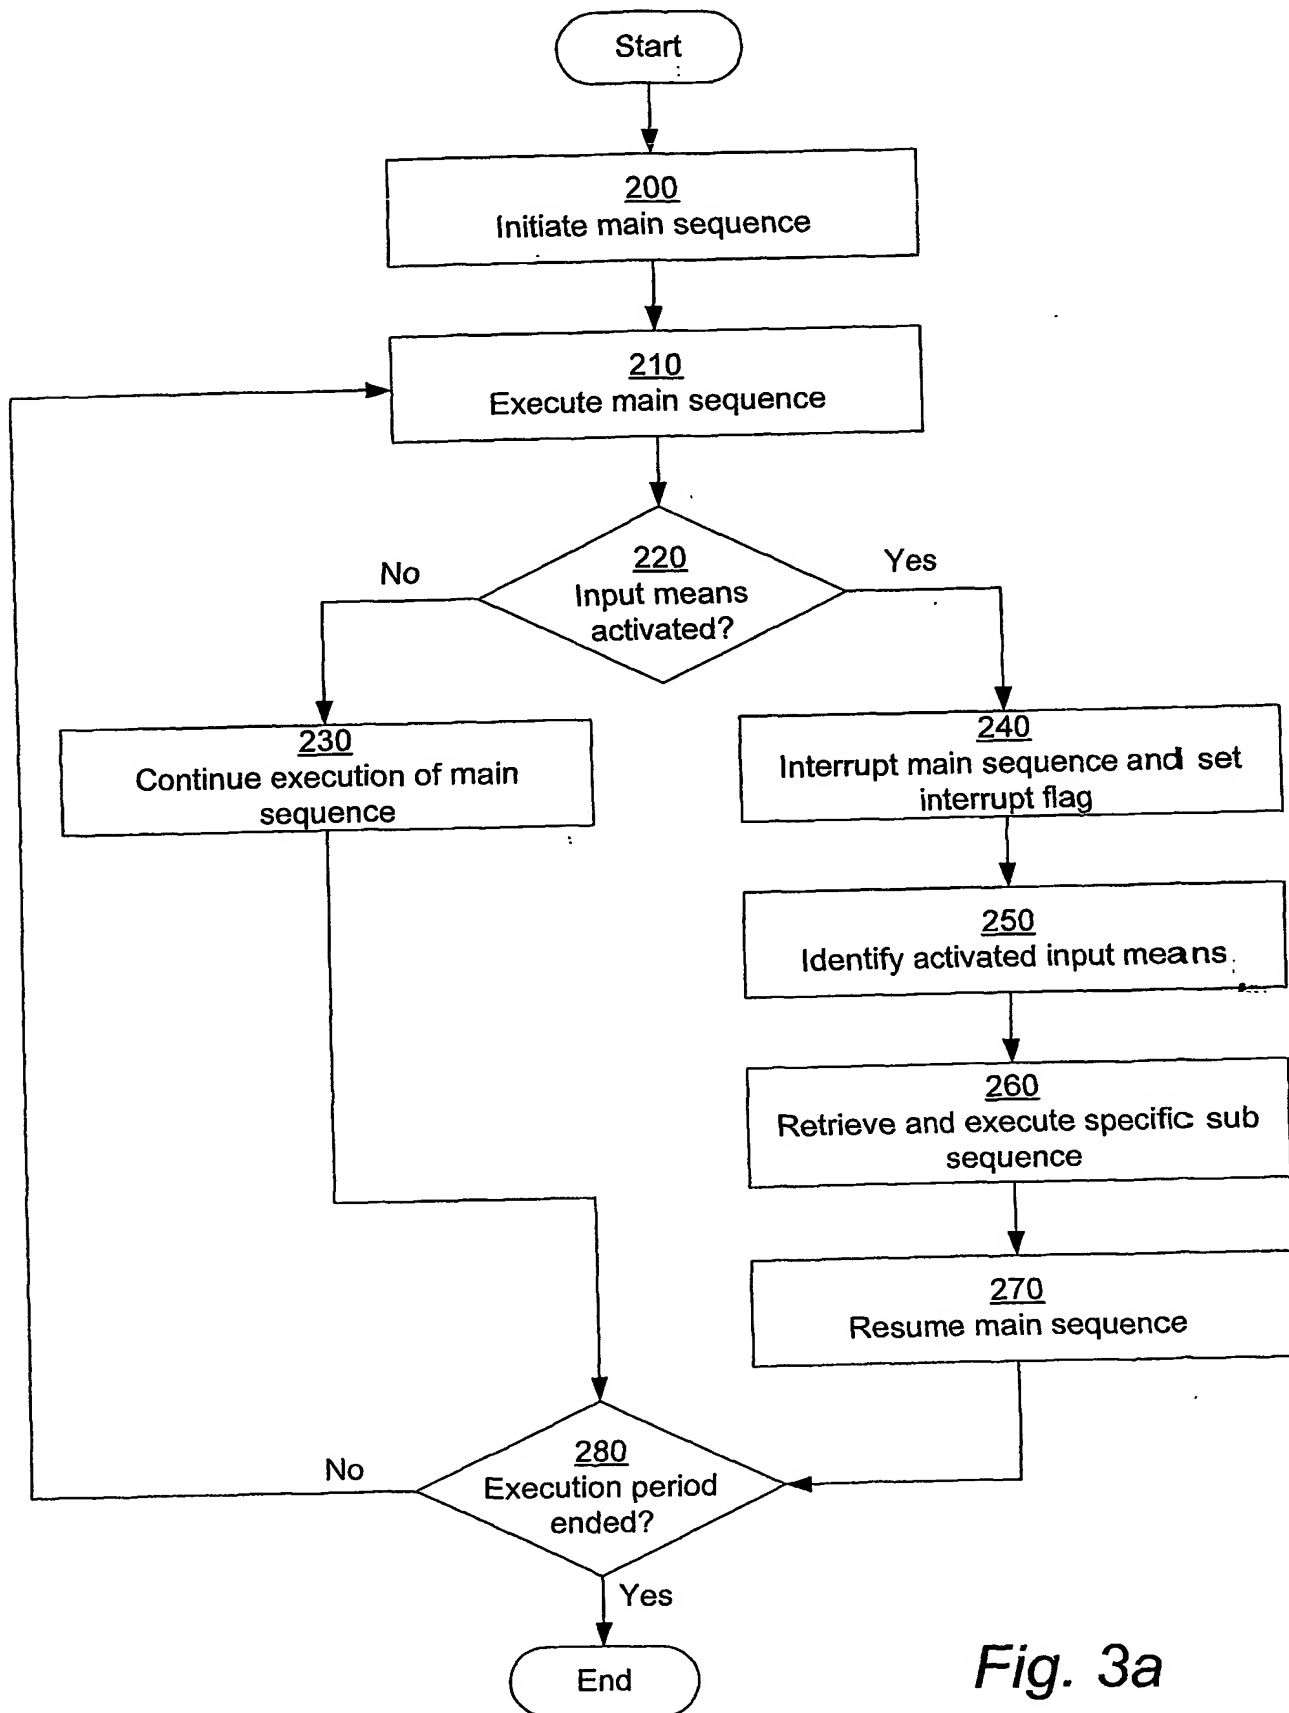 Start
200
Initiate main sequence
210
Execute main sequence
220
Input means
activated?
No
Yes
230
Continue execution of main
sequence
240
Interrupt main sequence and set
interrupt flag
250
Identify activated input means
260
Retrieve and execute specific sub
sequence
270
Resume main sequence
280
Execution period
ended?
No
Yes
End
Fig. 3a